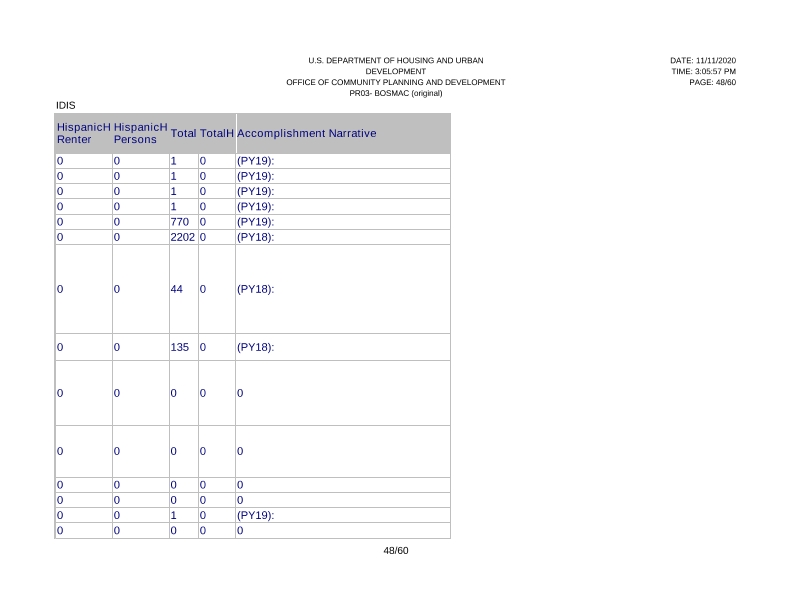 U.S. DEPARTMENT OF HOUSING AND URBAN
DEVELOPMENT
OFFICE OF COMMUNITY PLANNING AND DEVELOPMENT
PR03- BOSMAC (original)
DATE: 11/11/2020
TIME: 3:05:57 PM
PAGE: 48/60
IDIS
HispanicH Renter HispanicH Persons Total TotalH Accomplishment Narrative
0 0 1 0 (PY19):
0 0 1 0 (PY19):
0 0 1 0 (PY19):
0 0 1 0 (PY19):
0 0 770 0 (PY19):
0 0 2202 0 (PY18):
0 0 44 0 (PY18):
0 0 135 0 (PY18):
0 0 0 0 0
0 0 0 0 0
0 0 0 0 0
0 0 0 0 0
0 0 1 0 (PY19):
0 0 0 0 0
48/60